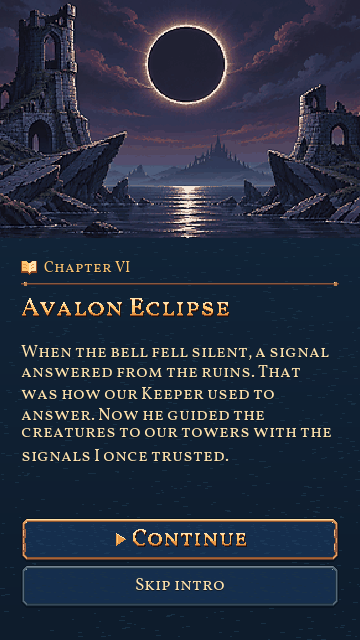 Chapter VI
Avalon Eclipse
When the bell fell silent, a signal
answered from the ruins. That
was how our Keeper used to
answer. Now he guided the
creatures to our towers with the
signals I once trusted.
Continue
Skip intro